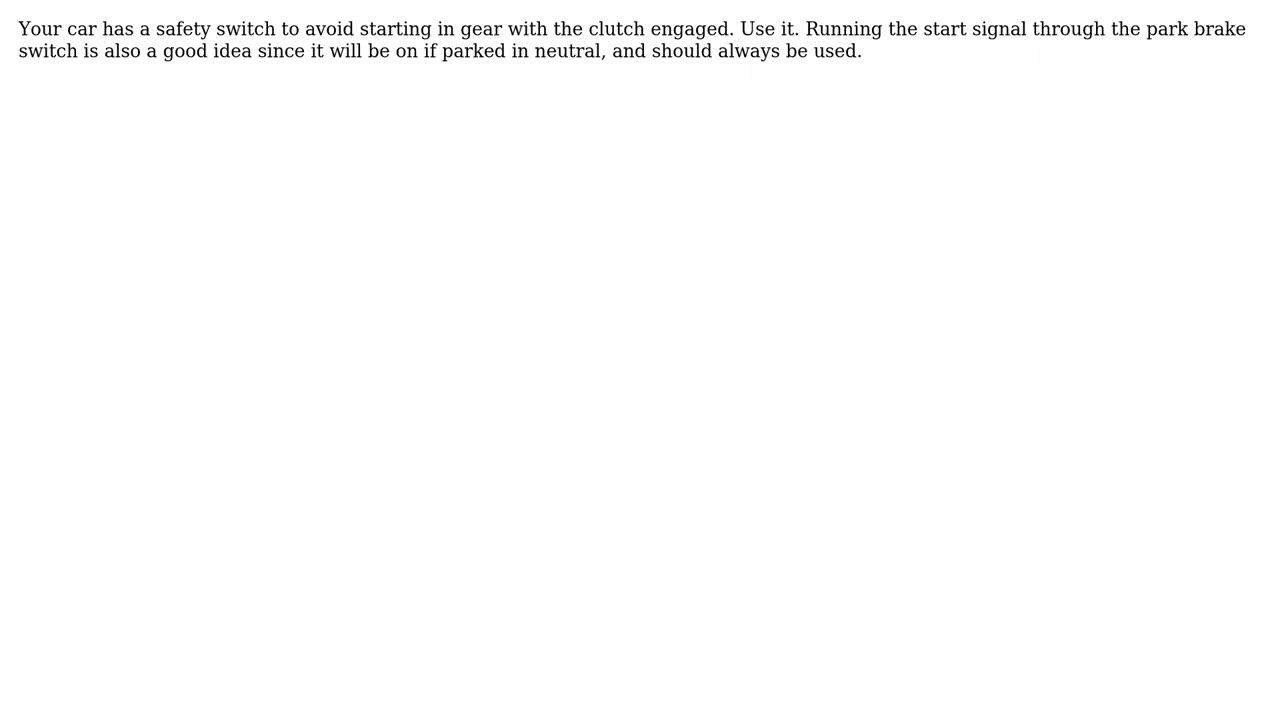 Your car has a safety switch to avoid starting in gear with the clutch engaged. Use it. Running the start signal through the park brake
switch is also a good idea since it will be on if parked in neutral, and should always be used.